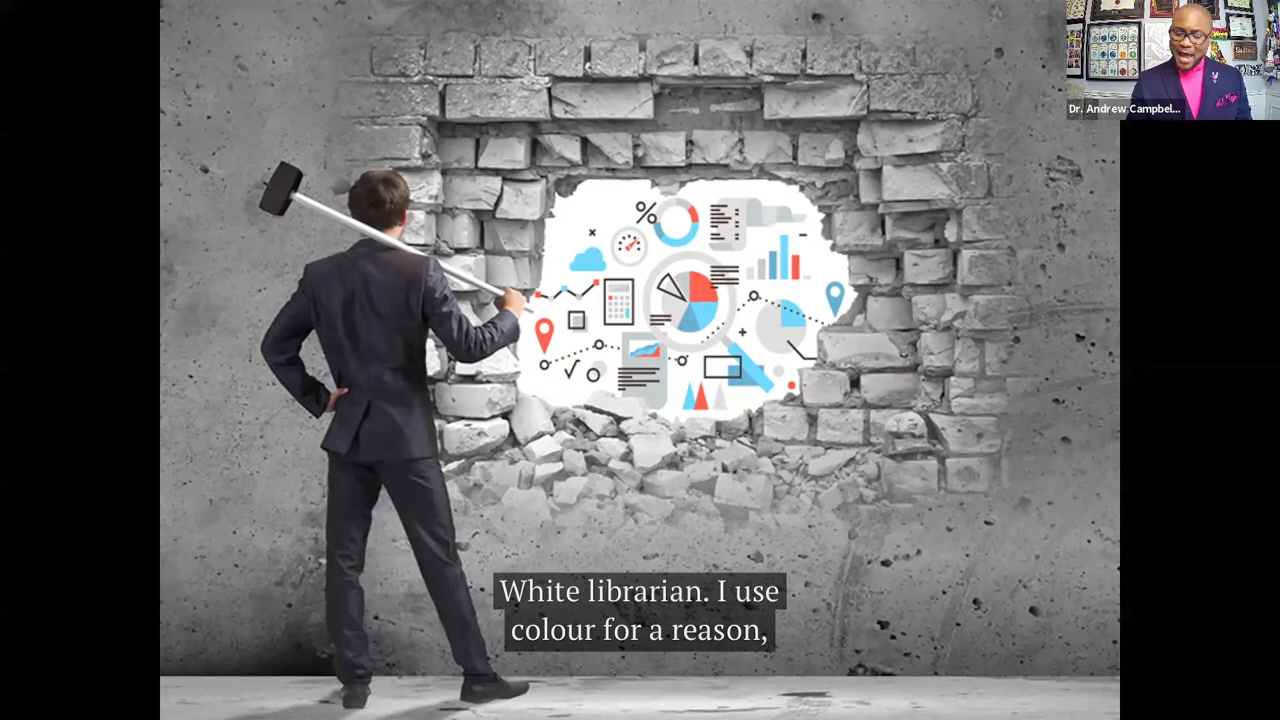 Dr. Andrew Campbel...
%
White librarian. I use
colour for a reason,